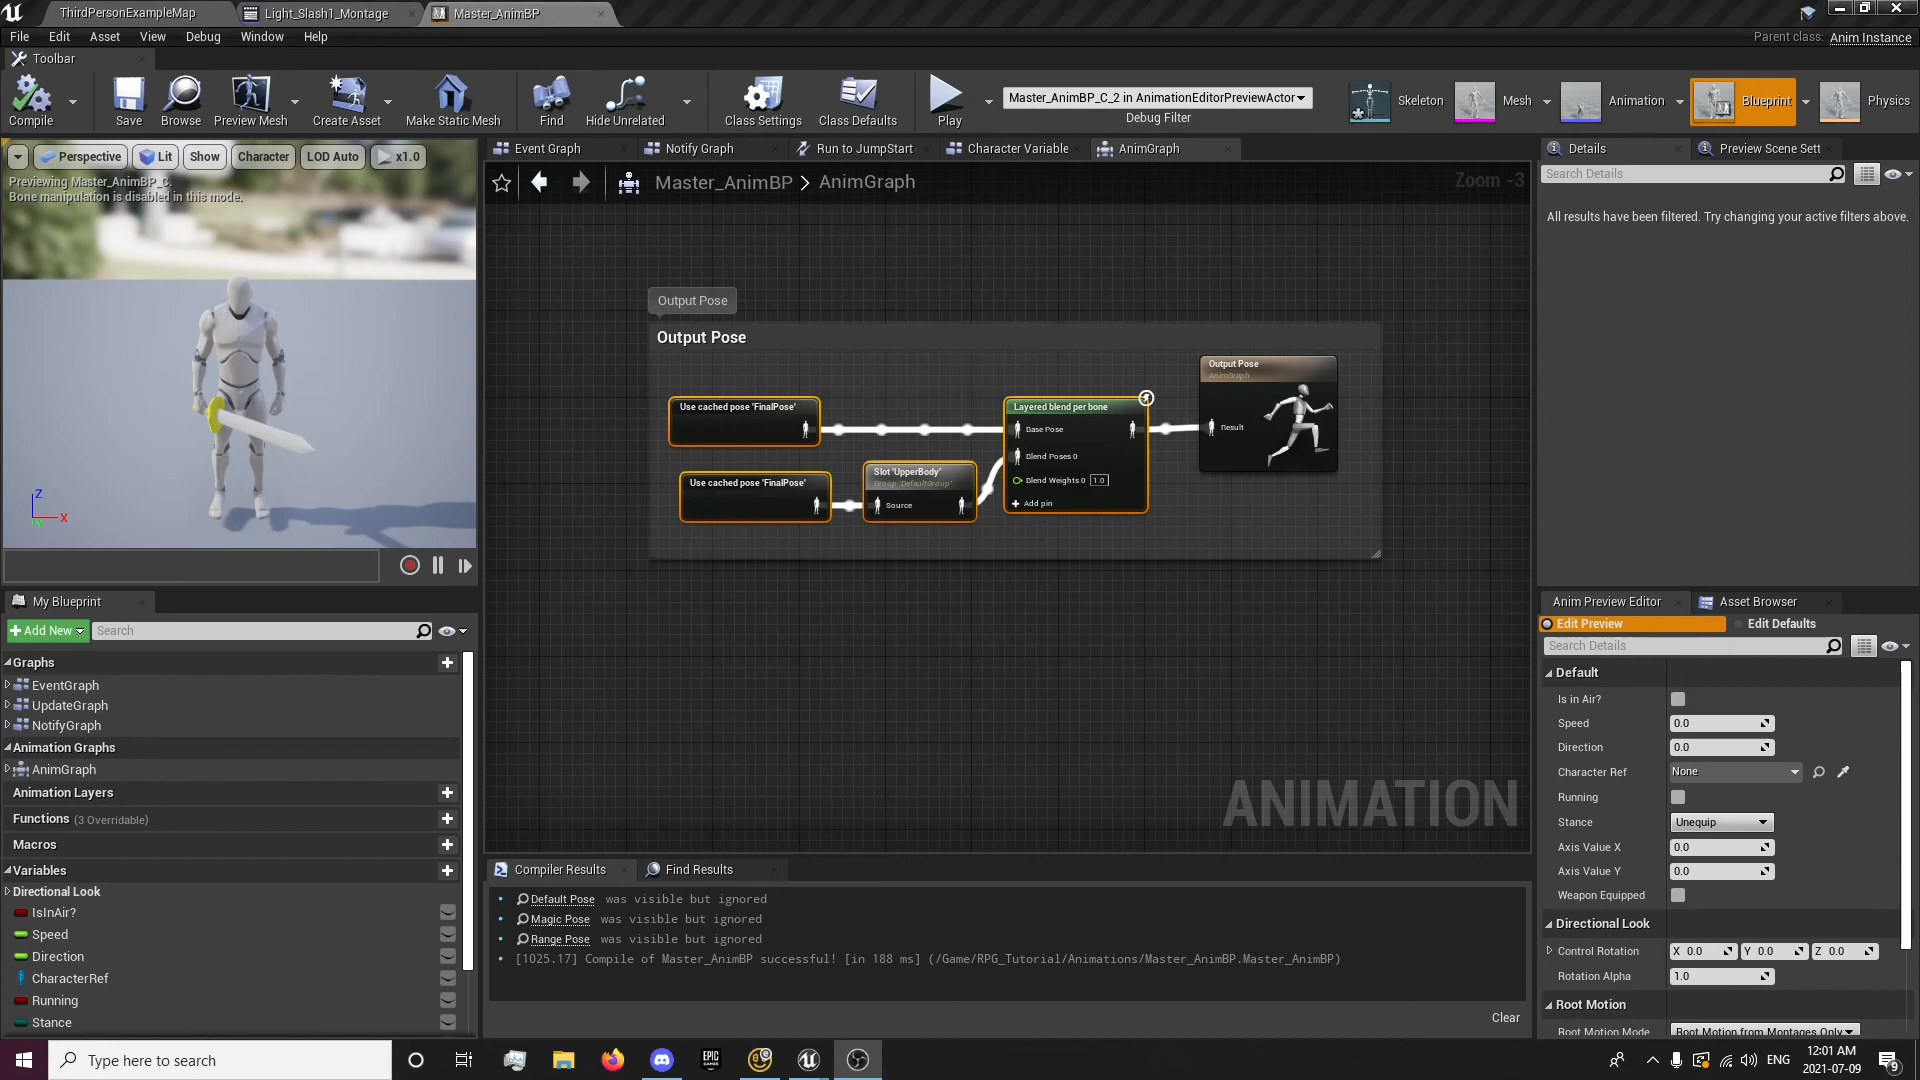 ThirdPersonExampleMap
Light_Slash1_Montage
Master_AnimBP
File Edit Asset View Debug Window Help
Parent class: Anim Instance
Toolbar
Compile
Save
Browse
Preview Mesh
Create Asset
Make Static Mesh
Find
Hide Unrelated
Class Settings
Class Defaults
Play
Master_AnimBP_C_2 in AnimationEditorPreviewActor
Debug Filter
Skeleton
Mesh
Animation
Blueprint
Physics
Perspective Lit Show Character LOD Auto x1.0
Previewing Master_AnimBP_C.
Bone manipulation is disabled in this mode.
Z
X
Y
Event Graph
Notify Graph
Run to JumpStart
Character Variable
AnimGraph
Master_AnimBP > AnimGraph
Zoom -3
Output Pose
Output Pose
Use cached pose 'FinalPose'
Use cached pose 'FinalPose'
Slot 'UpperBody'
Group 'DefaultGroup'
Source
Layered blend per bone
Base Pose
Blend Poses 0
Blend Weights 0 1.0
Add pin
Output Pose
AnimGraph
Result
ANIMATION
Details
Preview Scene Sett
Search Details
All results have been filtered. Try changing your active filters above.
My Blueprint
Add New
Search
Graphs
EventGraph
UpdateGraph
NotifyGraph
Animation Graphs
AnimGraph
Animation Layers
Functions (3 Overridable)
Macros
Variables
Directional Look
IsInAir?
Speed
Direction
CharacterRef
Running
Stance
Compiler Results
Find Results
Default Pose was visible but ignored
Magic Pose was visible but ignored
Range Pose was visible but ignored
[1025.17] Compile of Master_AnimBP successful! [in 188 ms] (/Game/RPG_Tutorial/Animations/Master_AnimBP.Master_AnimBP)
Clear
Anim Preview Editor
Asset Browser
Edit Preview
Edit Defaults
Search Details
Default
Is in Air?
Speed 0.0
Direction 0.0
Character Ref None
Running
Stance Unequip
Axis Value X 0.0
Axis Value Y 0.0
Weapon Equipped
Directional Look
Control Rotation X 0.0 Y 0.0 Z 0.0
Rotation Alpha 1.0
Root Motion
Root Motion Mode Root Motion from Montages Only
Type here to search
EPIC
ENG
12:01 AM
2021-07-09
9